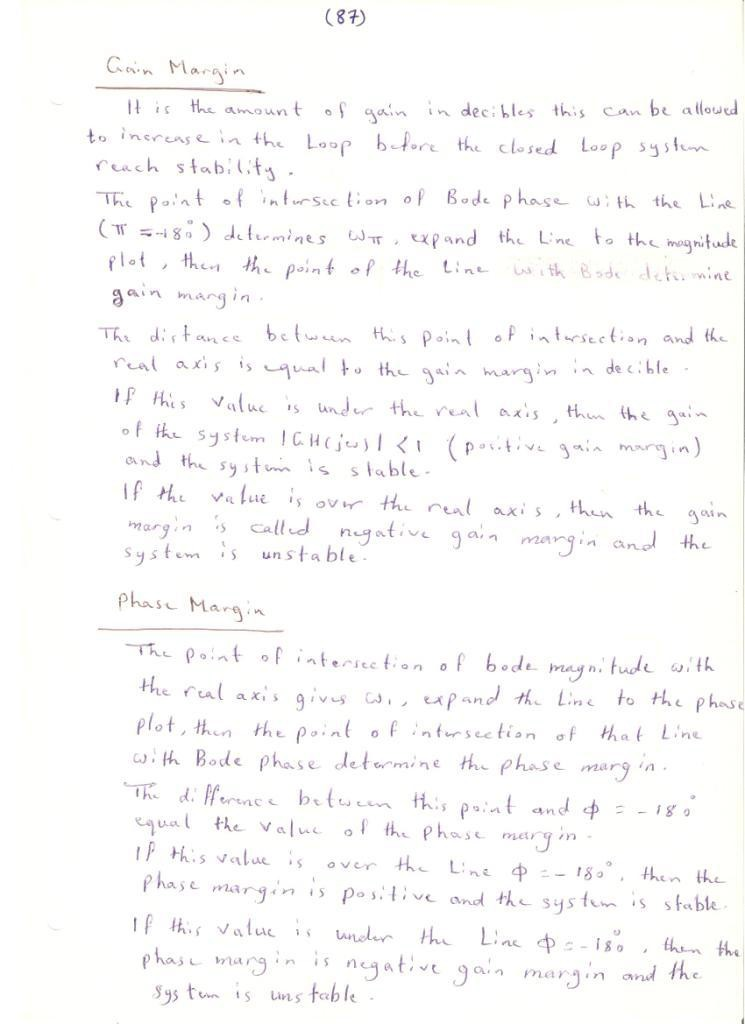 (87)
Gain Margin
It is the amount of gain in decibles this can be allowed
to increase in the Loop before the closed Loop system
reach stability.
The point of intersection of Bode phase with the Line
(π = -180°) determines ωπ, expand the Line to the magnitude
plot, then the point of the Line with Bode determine
gain margin.
The distance between this point of intersection and the
real axis is equal to the gain margin in decible.
If this value is under the real axis, then the gain
of the system |GH(jω)| < 1 (positive gain margin)
and the system is stable.
If the value is over the real axis, then the gain
margin is called negative gain margin and the
system is unstable.
Phase Margin
The point of intersection of bode magnitude with
the real axis gives ω₁, expand the Line to the phase
plot, then the point of intersection of that Line
with Bode phase determine the phase margin.
The difference between this point and ϕ = -180°
equal the value of the phase margin.
If this value is over the Line ϕ = -180°, then the
phase margin is positive and the system is stable.
If this value is under the Line ϕ = -180, then the
phase margin is negative gain margin and the
system is unstable.